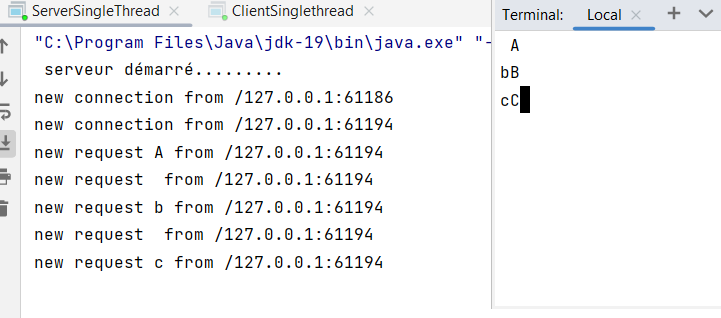 ServerSingleThread
ClientSinglethread
"C:\Program Files\Java\jdk-19\bin\java.exe" "-
serveur démarré.........
new connection from /127.0.0.1:61186
new connection from /127.0.0.1:61194
new request A from /127.0.0.1:61194
new request  from /127.0.0.1:61194
new request b from /127.0.0.1:61194
new request  from /127.0.0.1:61194
new request c from /127.0.0.1:61194
Terminal: Local
A
bB
cC